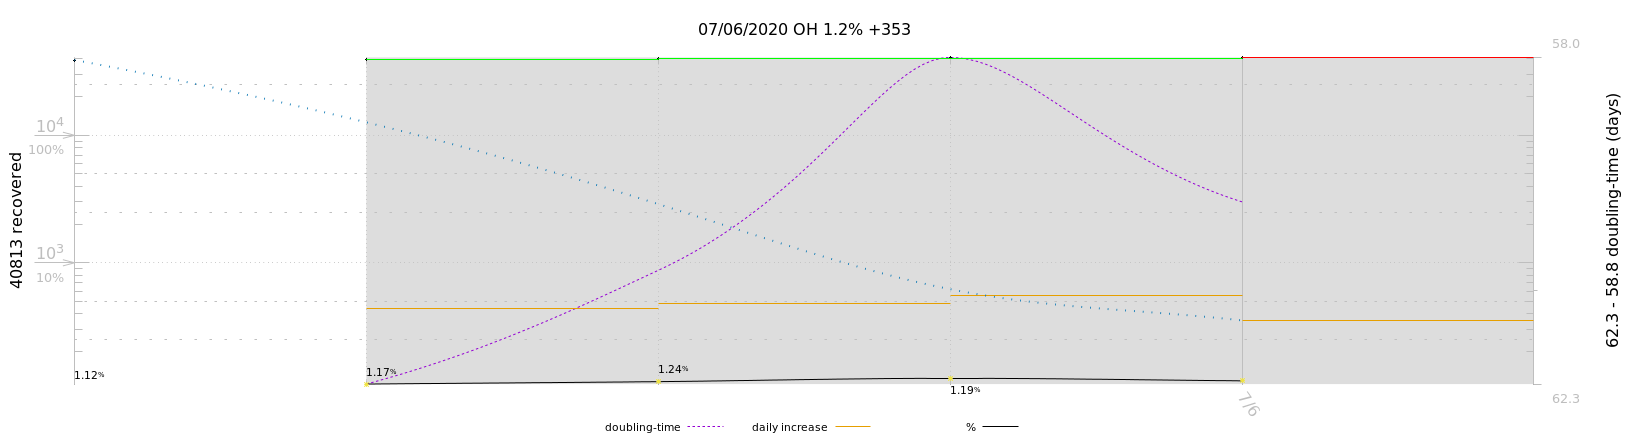 07/06/2020 OH 1.2% +353
58.0
10⁴
100%
10³
10%
40813 recovered
62.3 - 58.8 doubling-time (days)
1.12%
1.17%
1.24%
1.19%
7/6
62.3
doubling-time
daily increase
%